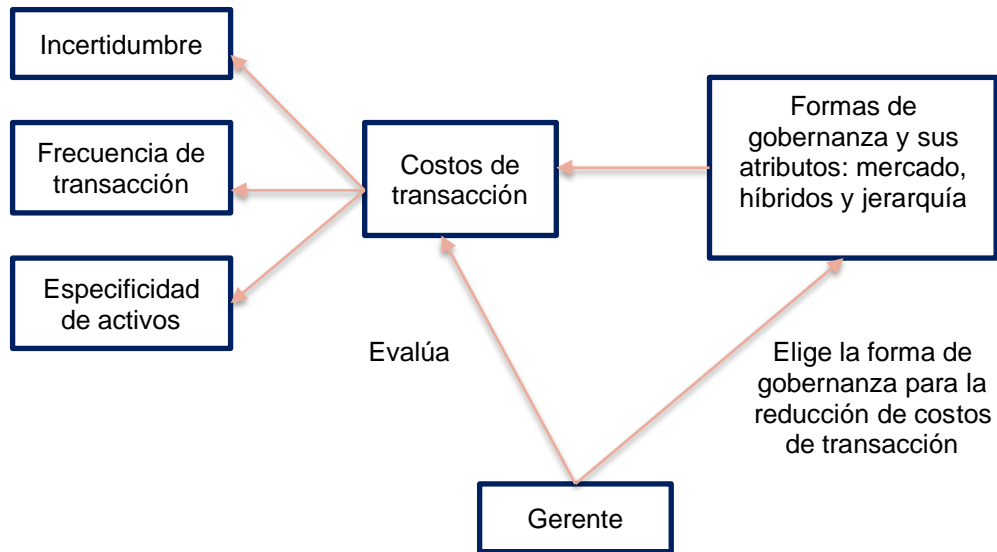 Incertidumbre
Frecuencia de
transacción
Especificidad
de activos
Costos de
transacción
Formas de
gobernanza y sus
atributos: mercado,
híbridos y jerarquía
Evalúa
Elige la forma de
gobernanza para la
reducción de costos
de transacción
Gerente